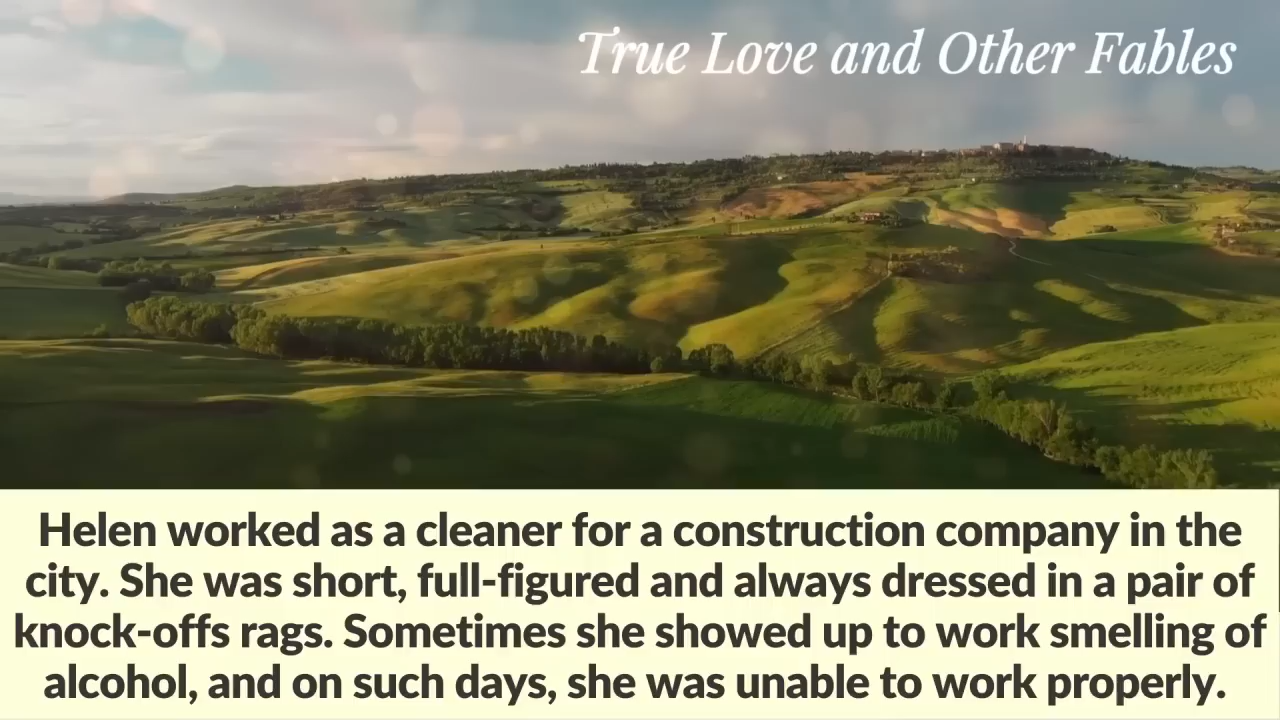 True Love and Other Fables
Helen worked as a cleaner for a construction company in the
city. She was short, full-figured and always dressed in a pair of
knock-offs rags. Sometimes she showed up to work smelling of
alcohol, and on such days, she was unable to work properly.